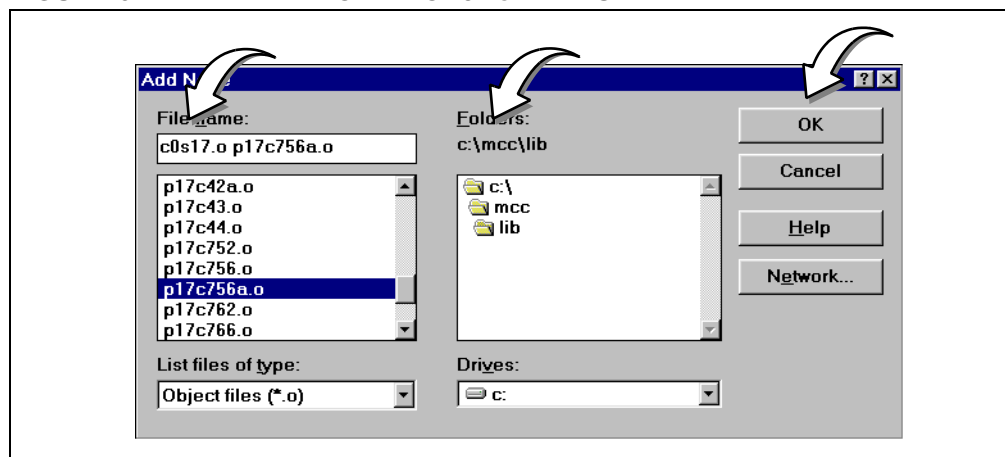 Add
File name:
c0s17.o p17c756a.o
p17c42a.o
p17c43.o
p17c44.o
p17c752.o
p17c756.o
p17c756a.o
p17c762.o
p17c766.o
List files of type:
Object files (*.o)
Folders:
c:\mcc\lib
c:\
mcc
lib
Drives:
c:
OK
Cancel
Help
Network...